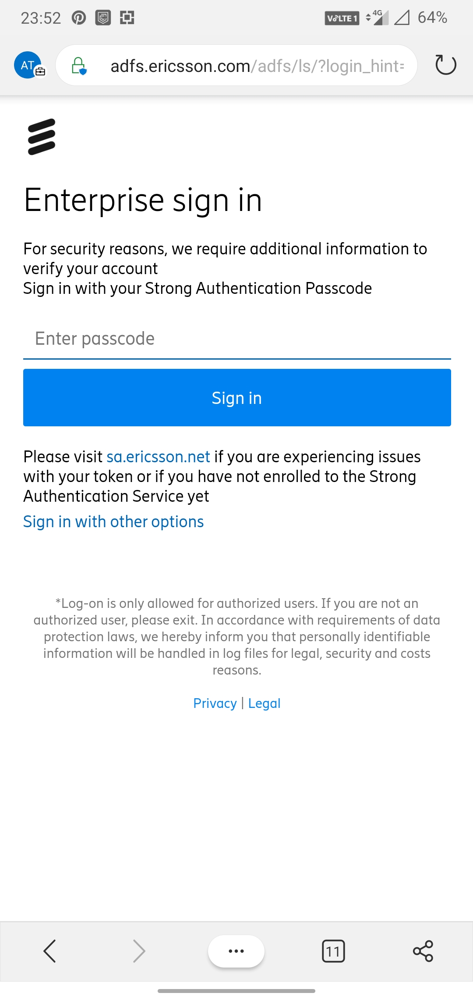 23:52
VoLTE 1 4G 64%
AT
adfs.ericsson.com/adfs/ls/?login_hint=
Enterprise sign in
For security reasons, we require additional information to
verify your account
Sign in with your Strong Authentication Passcode
Enter passcode
Sign in
Please visit sa.ericsson.net if you are experiencing issues
with your token or if you have not enrolled to the Strong
Authentication Service yet
Sign in with other options
*Log-on is only allowed for authorized users. If you are not an
authorized user, please exit. In accordance with requirements of data
protection laws, we hereby inform you that personally identifiable
information will be handled in log files for legal, security and costs
reasons.
Privacy | Legal
11